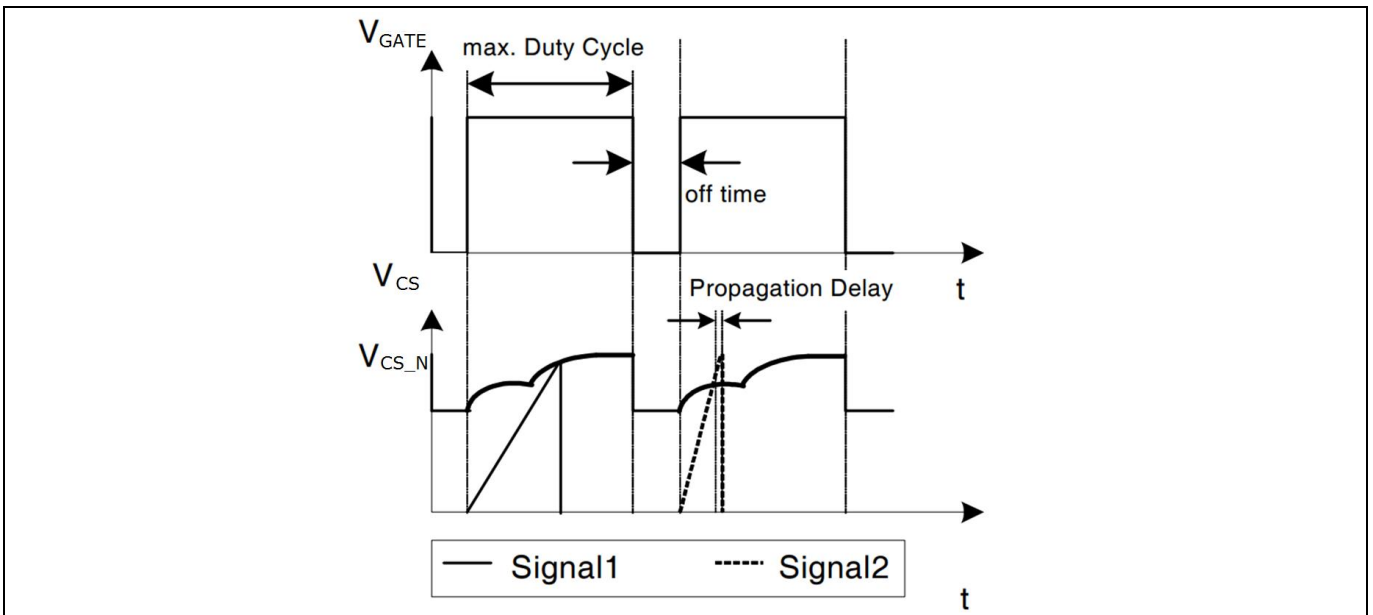 VGATE
max. Duty Cycle
off time
VCS
Propagation Delay
t
VCS_N
Signal1
Signal2
t